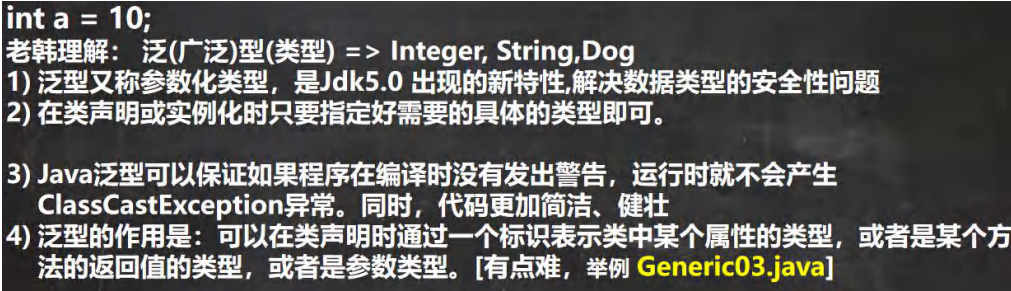 int a = 10;
老韩理解： 泛(广泛)型(类型) => Integer, String,Dog
1) 泛型又称参数化类型，是Jdk5.0 出现的新特性,解决数据类型的安全性问题
2) 在类声明或实例化时只要指定好需要的具体的类型即可。
3) Java泛型可以保证如果程序在编译时没有发出警告，运行时就不会产生
ClassCastException异常。同时，代码更加简洁、健壮
4) 泛型的作用是：可以在类声明时通过一个标识表示类中某个属性的类型，或者是某个方
法的返回值的类型，或者是参数类型。[有点难，举例 Generic03.java]